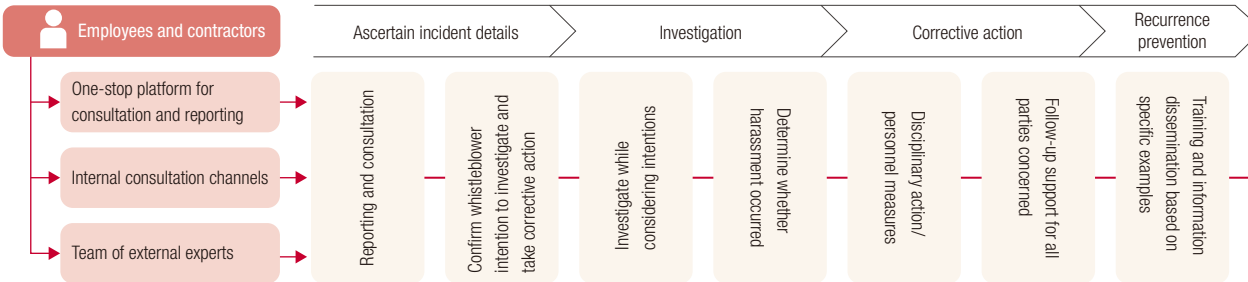 Employees and contractors
One-stop platform for
consultation and reporting
Internal consultation channels
Team of external experts
Ascertain incident details
Investigation
Corrective action
Recurrence
prevention
Reporting and consultation
Confirm whistleblower
intention to investigate and
take corrective action
Investigate while
considering intentions
Determine whether
harassment occurred
Disciplinary action/
personnel measures
Follow-up support for all
parties concerned
Training and information
dissemination based on
specific examples